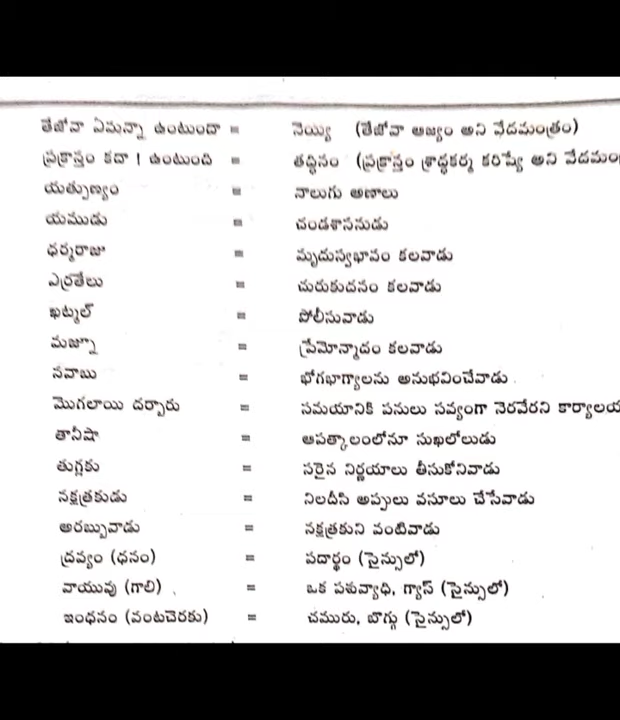 తేజోవా ఏమన్నా ఉంటుందా = నెయ్యి (తేజోవా ఆజ్యం అని వేదమంత్రం)
ప్రక్రాస్తం కదా ! ఉంటుంది = తద్దినం (ప్రక్రాస్తం శ్రాద్ధకర్మ కరిష్యే అని వేదమం
యత్పుణ్యం = నాలుగు అణాలు
యముడు = చండశాసనుడు
ధర్మరాజు = మృదుస్వభావం కలవాడు
ఎర్రతేలు = చురుకుదనం కలవాడు
ఖట్మల్ = పోలీసువాడు
మజ్నూ = ప్రేమోన్మాదం కలవాడు
నవాబు = భోగభాగ్యాలను అనుభవించేవాడు
మొగలాయి దర్బారు = సమయానికి పనులు సవ్యంగా నెరవేరని కార్యాలయ
తానీషా = ఆపత్కాలంలోనూ సుఖలోలుడు
తుగ్లకు = సరైన నిర్ణయాలు తీసుకోనివాడు
నక్షత్రకుడు = నిలదీసి అప్పులు వసూలు చేసేవాడు
అరబ్బువాడు = నక్షత్రకుని వంటివాడు
ద్రవ్యం (ధనం) = పదార్థం (సైన్సులో)
వాయువు (గాలి) = ఒక పశువ్యాధి, గ్యాస్ (సైన్సులో)
ఇంధనం (వంటచెరకు) = చమురు, బొగ్గు (సైన్సులో)